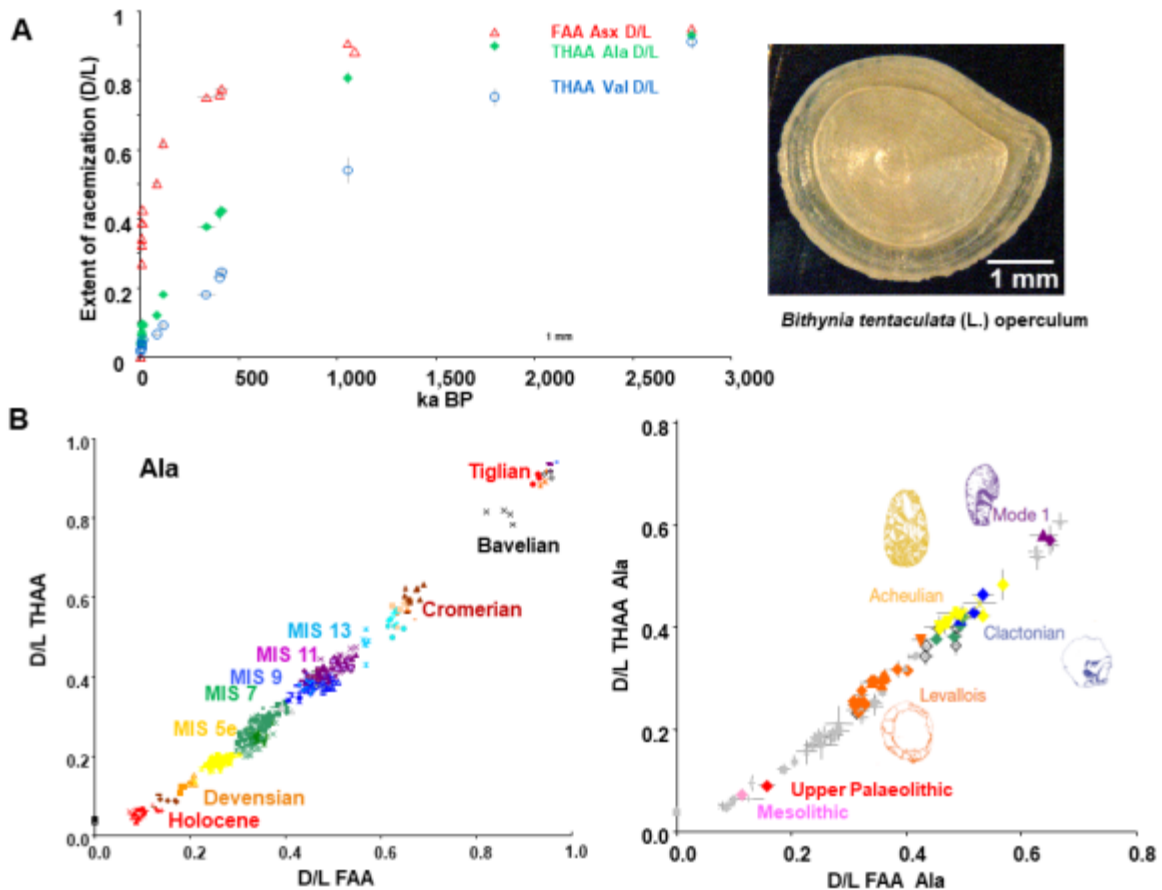 A
Extent of racemization (D/L)
1
0.8
0.6
0.4
0.2
0
FAA Asx D/L
THAA Ala D/L
THAA Val D/L
1 mm
0
500
1,000
1,500
2,000
2,500
3,000
ka BP
1 mm
Bithynia tentaculata (L.) operculum
B
D/L THAA
1.0
0.8
0.6
0.4
0.2
0.0
Ala
Tiglian
Bavelian
Cromerian
MIS 13
MIS 11
MIS 9
MIS 7
MIS 5e
Devensian
Holocene
0.0
0.2
0.4
0.6
0.8
1.0
D/L FAA
D/L THAA Ala
0.8
0.6
0.4
0.2
0.0
Mode 1
Acheulian
Clactonian
Levallois
Upper Palaeolithic
Mesolithic
0.0
0.2
0.4
0.6
0.8
D/L FAA Ala